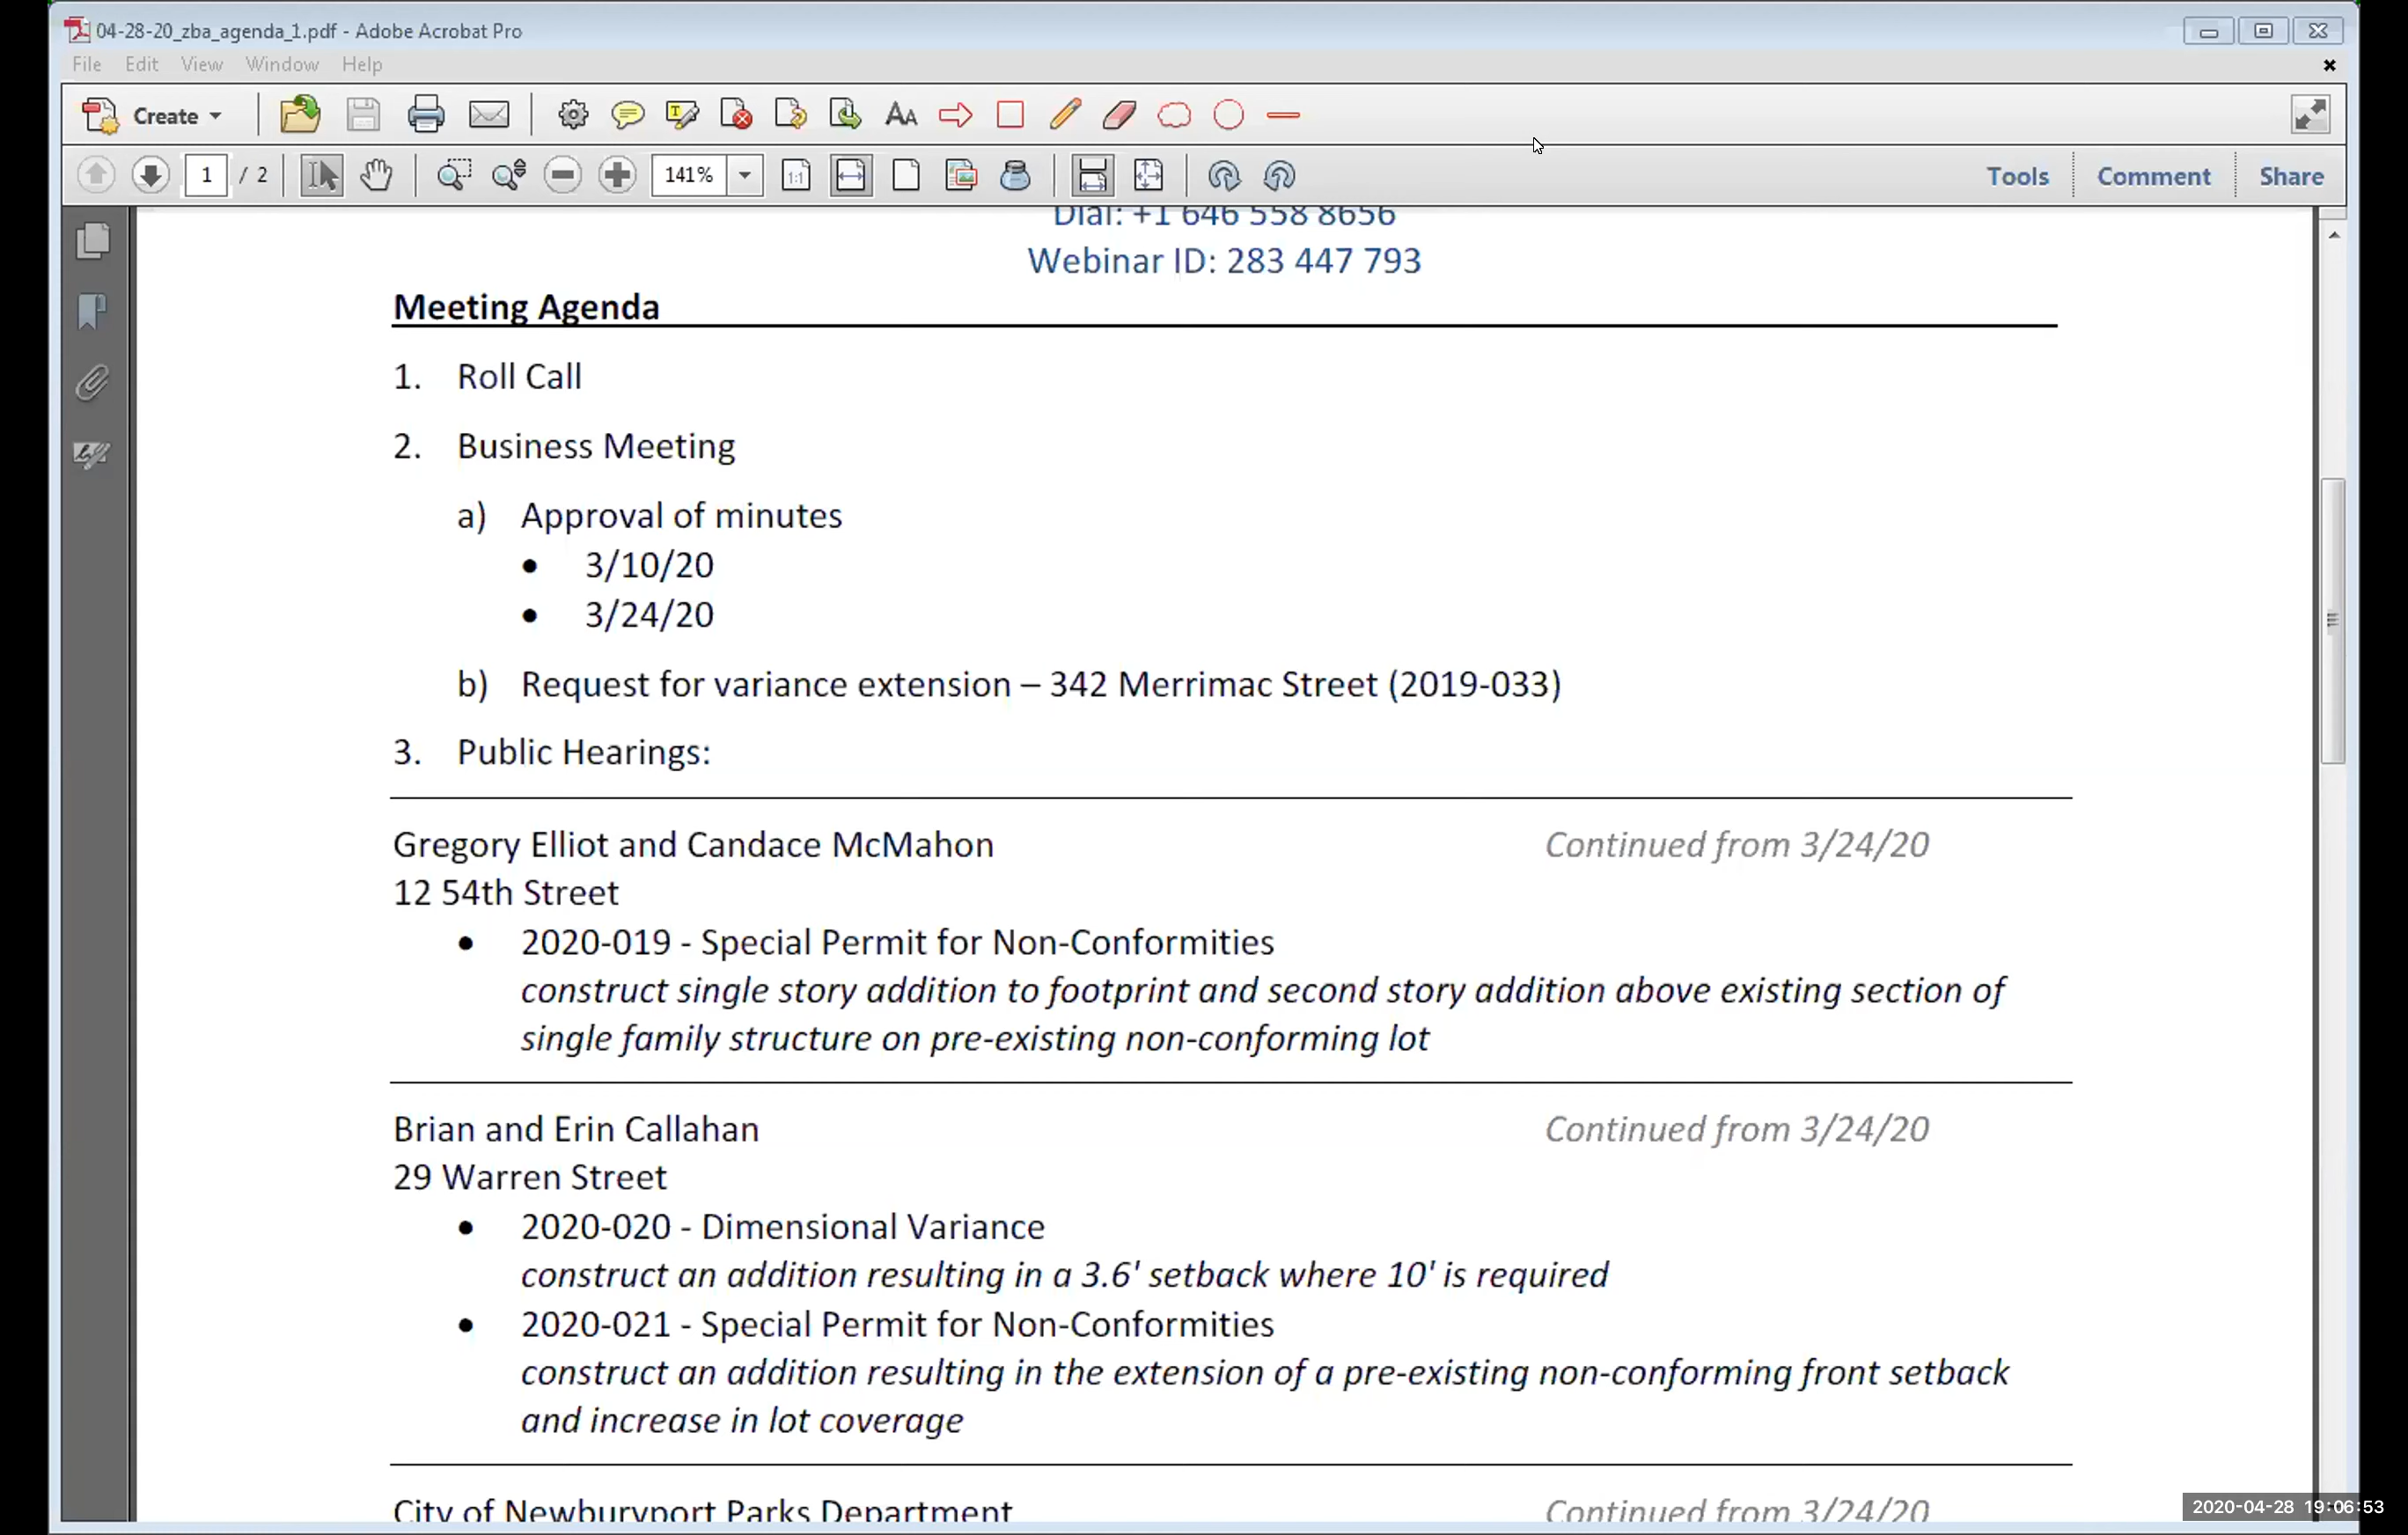 04-28-20_zba_agenda_1.pdf - Adobe Acrobat Pro
File Edit View Window Help
Create
1 / 2 141% Tools Comment Share
Dial: +1 646 558 8656
Webinar ID: 283 447 793
Meeting Agenda
1. Roll Call
2. Business Meeting
a) Approval of minutes
• 3/10/20
• 3/24/20
b) Request for variance extension – 342 Merrimac Street (2019-033)
3. Public Hearings:
Gregory Elliot and Candace McMahon Continued from 3/24/20
12 54th Street
• 2020-019 - Special Permit for Non-Conformities
construct single story addition to footprint and second story addition above existing section of
single family structure on pre-existing non-conforming lot
Brian and Erin Callahan Continued from 3/24/20
29 Warren Street
• 2020-020 - Dimensional Variance
construct an addition resulting in a 3.6' setback where 10' is required
• 2020-021 - Special Permit for Non-Conformities
construct an addition resulting in the extension of a pre-existing non-conforming front setback
and increase in lot coverage
City of Newburyport Parks Department Continued from 3/24/20
2020-04-28 19:06:53